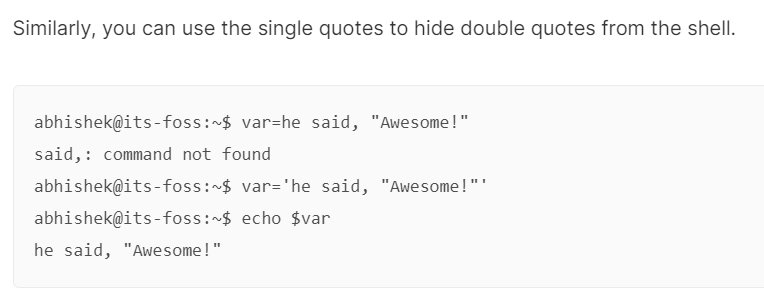 Similarly, you can use the single quotes to hide double quotes from the shell.
abhishek@its-foss:~$ var=he said, "Awesome!"
said,: command not found
abhishek@its-foss:~$ var='he said, "Awesome!"'
abhishek@its-foss:~$ echo $var
he said, "Awesome!"